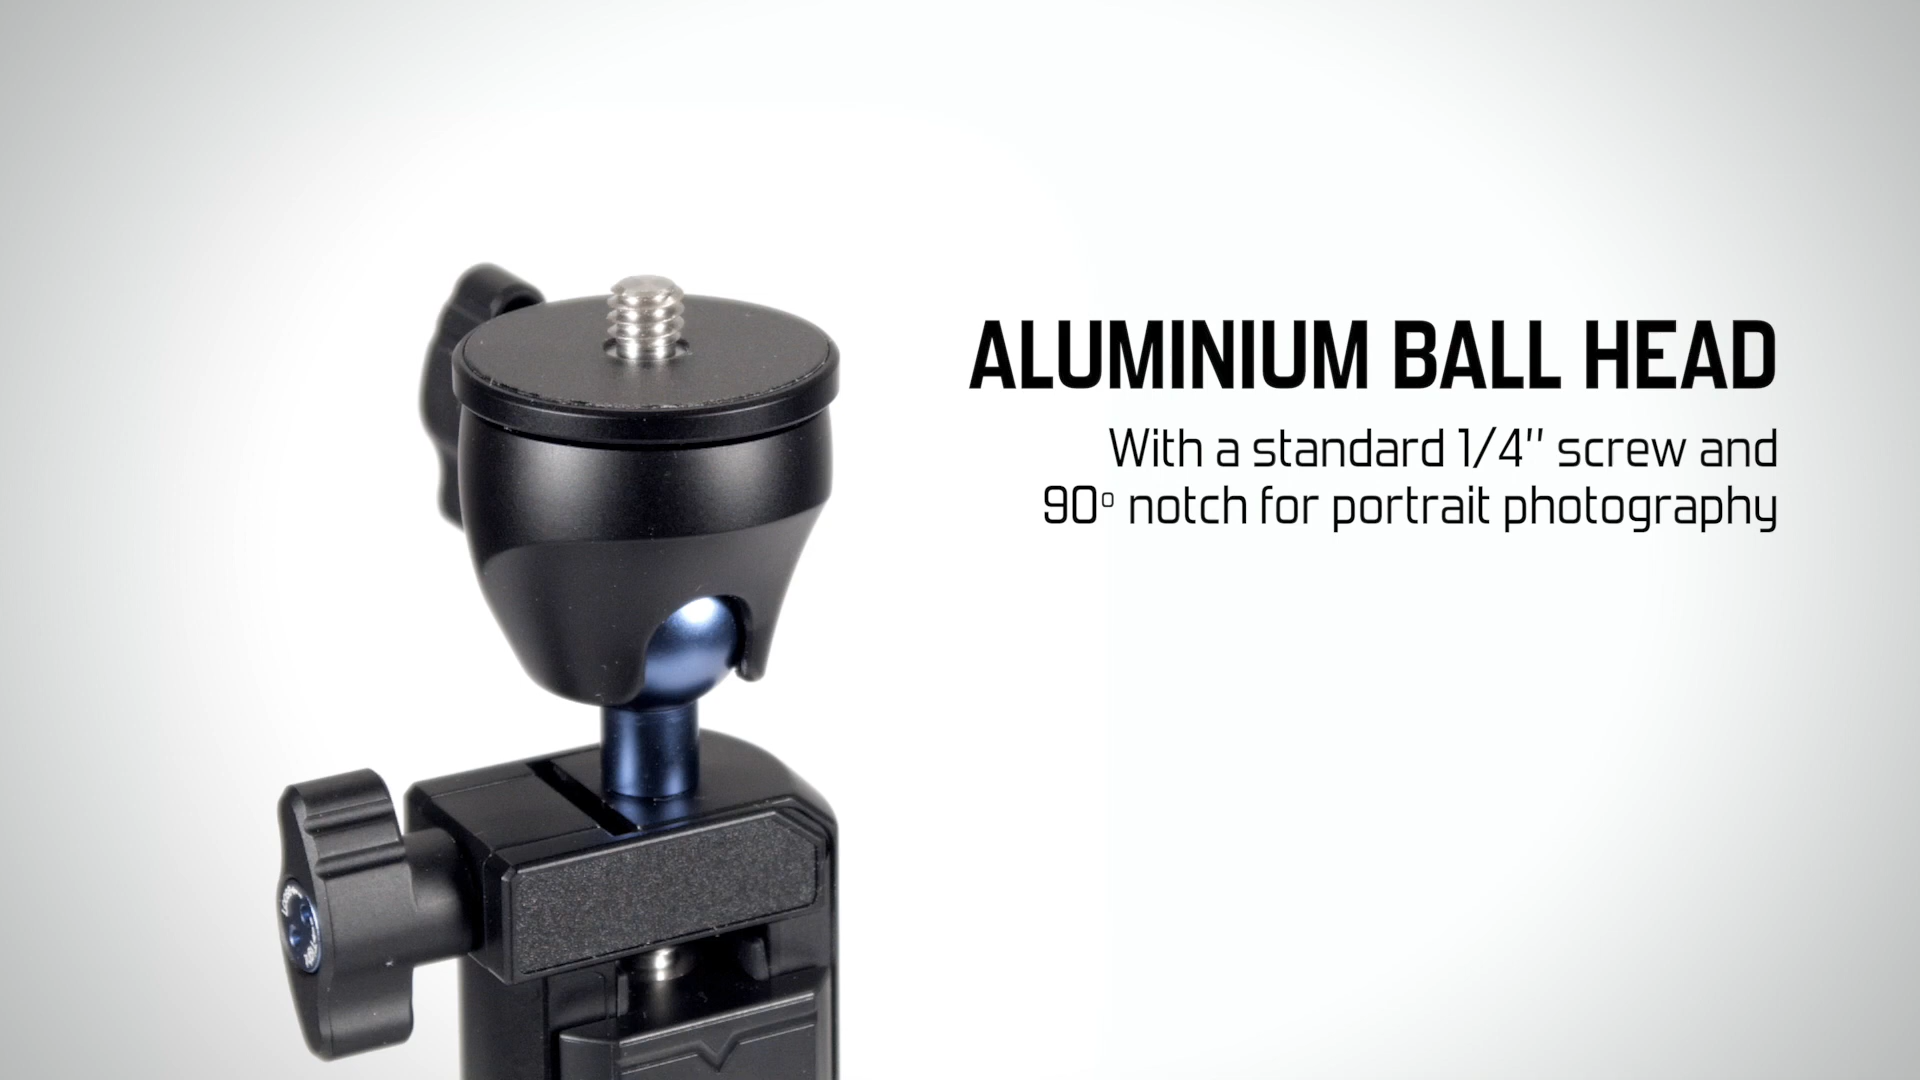 ALUMINIUM BALL HEAD
With a standard 1/4" screw and
90° notch for portrait photography